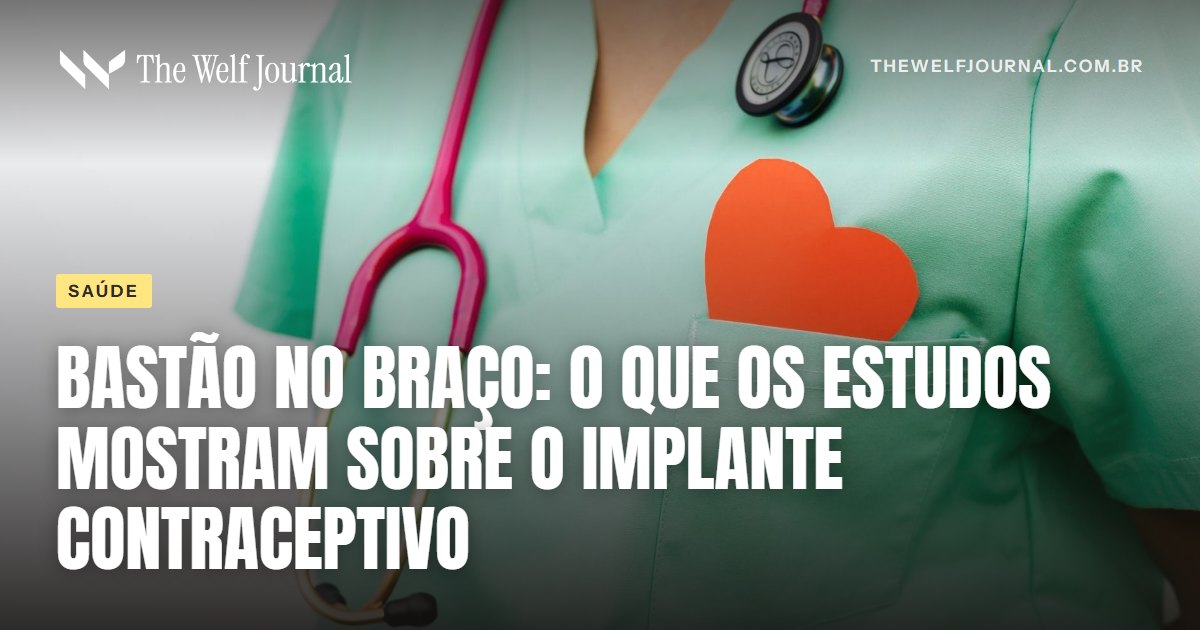 The Welf Journal
THEWELFJOURNAL.COM.BR
SAÚDE
BASTÃO NO BRAÇO: O QUE OS ESTUDOS
MOSTRAM SOBRE O IMPLANTE
CONTRACEPTIVO